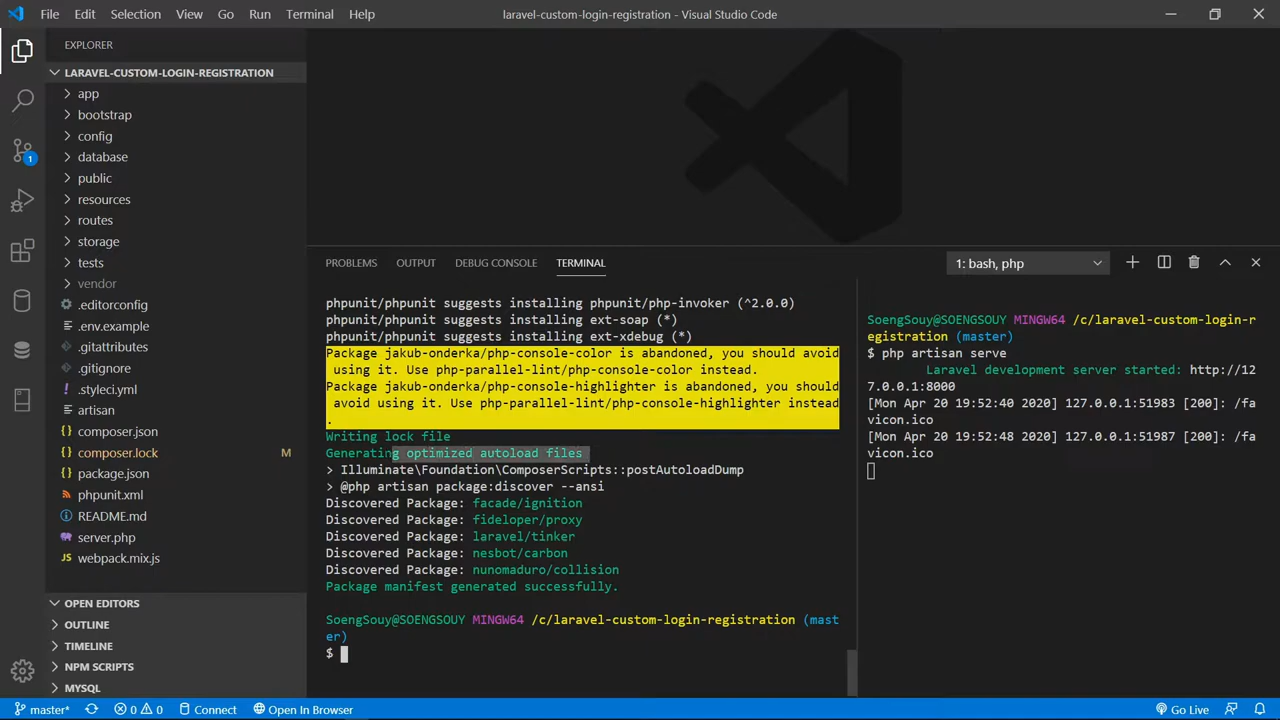 File Edit Selection View Go Run Terminal Help laravel-custom-login-registration - Visual Studio Code
EXPLORER
LARAVEL-CUSTOM-LOGIN-REGISTRATION
app
bootstrap
config
database
public
resources
routes
storage
tests
vendor
.editorconfig
.env.example
.gitattributes
.gitignore
.styleci.yml
artisan
composer.json
composer.lock M
package.json
phpunit.xml
README.md
server.php
JS webpack.mix.js
OPEN EDITORS
OUTLINE
TIMELINE
NPM SCRIPTS
MYSQL
1
PROBLEMS OUTPUT DEBUG CONSOLE TERMINAL 1: bash, php
phpunit/phpunit suggests installing phpunit/php-invoker (^2.0.0)
phpunit/phpunit suggests installing ext-soap (*)
phpunit/phpunit suggests installing ext-xdebug (*)
Package jakub-onderka/php-console-color is abandoned, you should avoid
using it. Use php-parallel-lint/php-console-color instead.
Package jakub-onderka/php-console-highlighter is abandoned, you should
avoid using it. Use php-parallel-lint/php-console-highlighter instead
.
Writing lock file
Generating optimized autoload files
> Illuminate\Foundation\ComposerScripts::postAutoloadDump
> @php artisan package:discover --ansi
Discovered Package: facade/ignition
Discovered Package: fideloper/proxy
Discovered Package: laravel/tinker
Discovered Package: nesbot/carbon
Discovered Package: nunomaduro/collision
Package manifest generated successfully.
SoengSouy@SOENGSOUY MINGW64 /c/laravel-custom-login-registration (mast
er)
$
SoengSouy@SOENGSOUY MINGW64 /c/laravel-custom-login-r
egistration (master)
$ php artisan serve
Laravel development server started: http://12
7.0.0.1:8000
[Mon Apr 20 19:52:40 2020] 127.0.0.1:51983 [200]: /fa
vicon.ico
[Mon Apr 20 19:52:48 2020] 127.0.0.1:51987 [200]: /fa
vicon.ico
master* 0 0 Connect Open In Browser Go Live